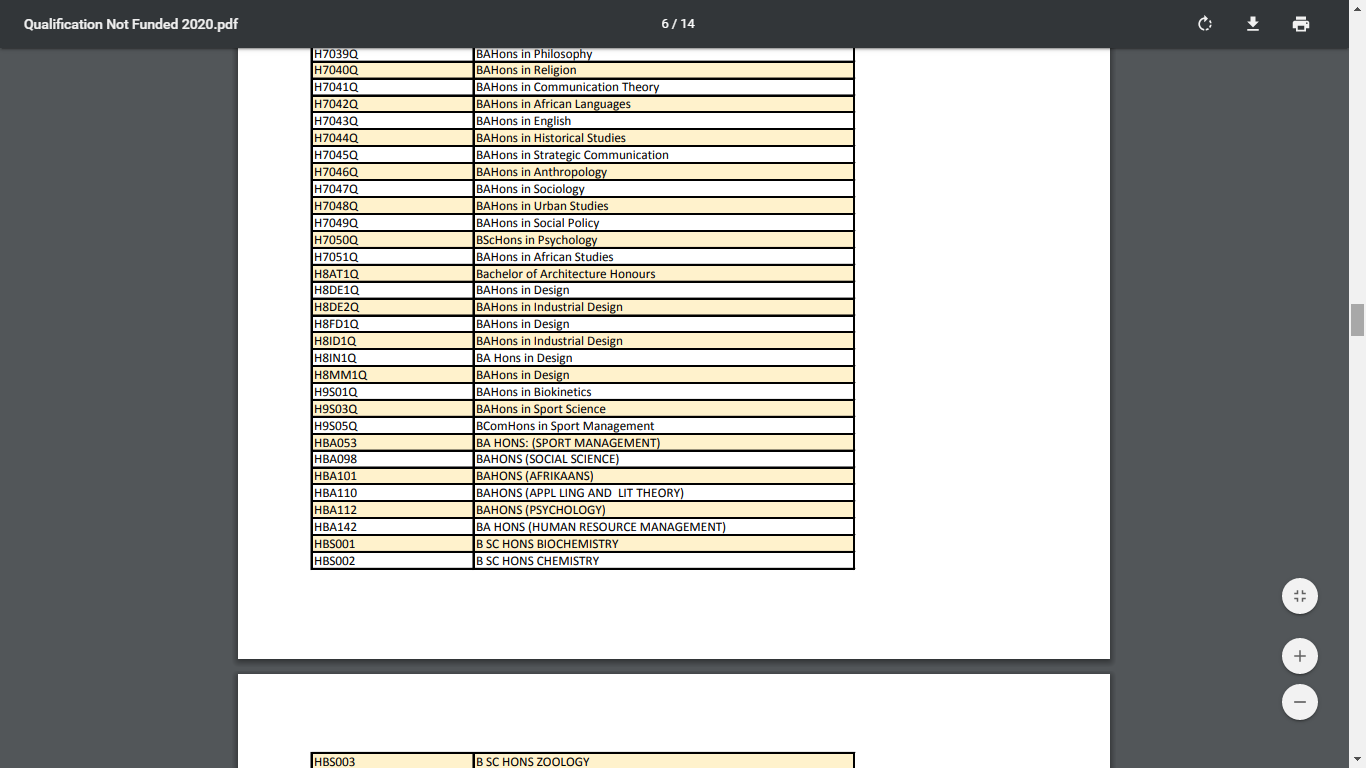 Qualification Not Funded 2020.pdf 6 / 14
H7039Q BAHons in Philosophy
H7040Q BAHons in Religion
H7041Q BAHons in Communication Theory
H7042Q BAHons in African Languages
H7043Q BAHons in English
H7044Q BAHons in Historical Studies
H7045Q BAHons in Strategic Communication
H7046Q BAHons in Anthropology
H7047Q BAHons in Sociology
H7048Q BAHons in Urban Studies
H7049Q BAHons in Social Policy
H7050Q BScHons in Psychology
H7051Q BAHons in African Studies
H8AT1Q Bachelor of Architecture Honours
H8DE1Q BAHons in Design
H8DE2Q BAHons in Industrial Design
H8FD1Q BAHons in Design
H8ID1Q BAHons in Industrial Design
H8IN1Q BA Hons in Design
H8MM1Q BAHons in Design
H9S01Q BAHons in Biokinetics
H9S03Q BAHons in Sport Science
H9S05Q BComHons in Sport Management
HBA053 BA HONS: (SPORT MANAGEMENT)
HBA098 BAHONS (SOCIAL SCIENCE)
HBA101 BAHONS (AFRIKAANS)
HBA110 BAHONS (APPL LING AND  LIT THEORY)
HBA112 BAHONS (PSYCHOLOGY)
HBA142 BA HONS (HUMAN RESOURCE MANAGEMENT)
HBS001 B SC HONS BIOCHEMISTRY
HBS002 B SC HONS CHEMISTRY
HBS003 B SC HONS ZOOLOGY